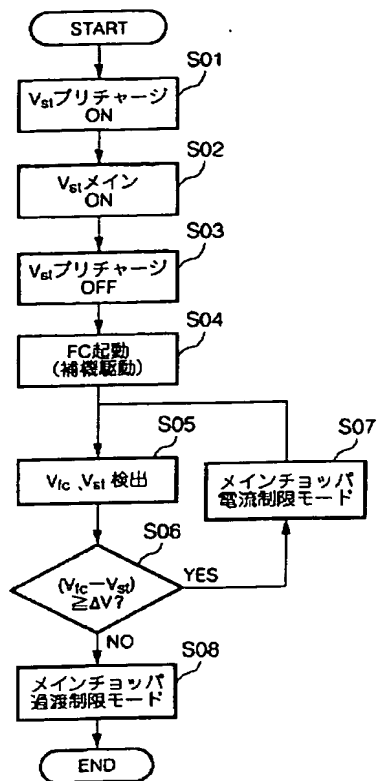 START
S01
Vstプリチャージ
ON
S02
Vstメイン
ON
S03
Vstプリチャージ
OFF
S04
FC起動
(補機駆動)
S05
Vfc、Vst 検出
S07
メインチョッパ
電流制限モード
S06
(Vfc－Vst)
≧ΔV?
YES
NO
S08
メインチョッパ
過渡制限モード
END